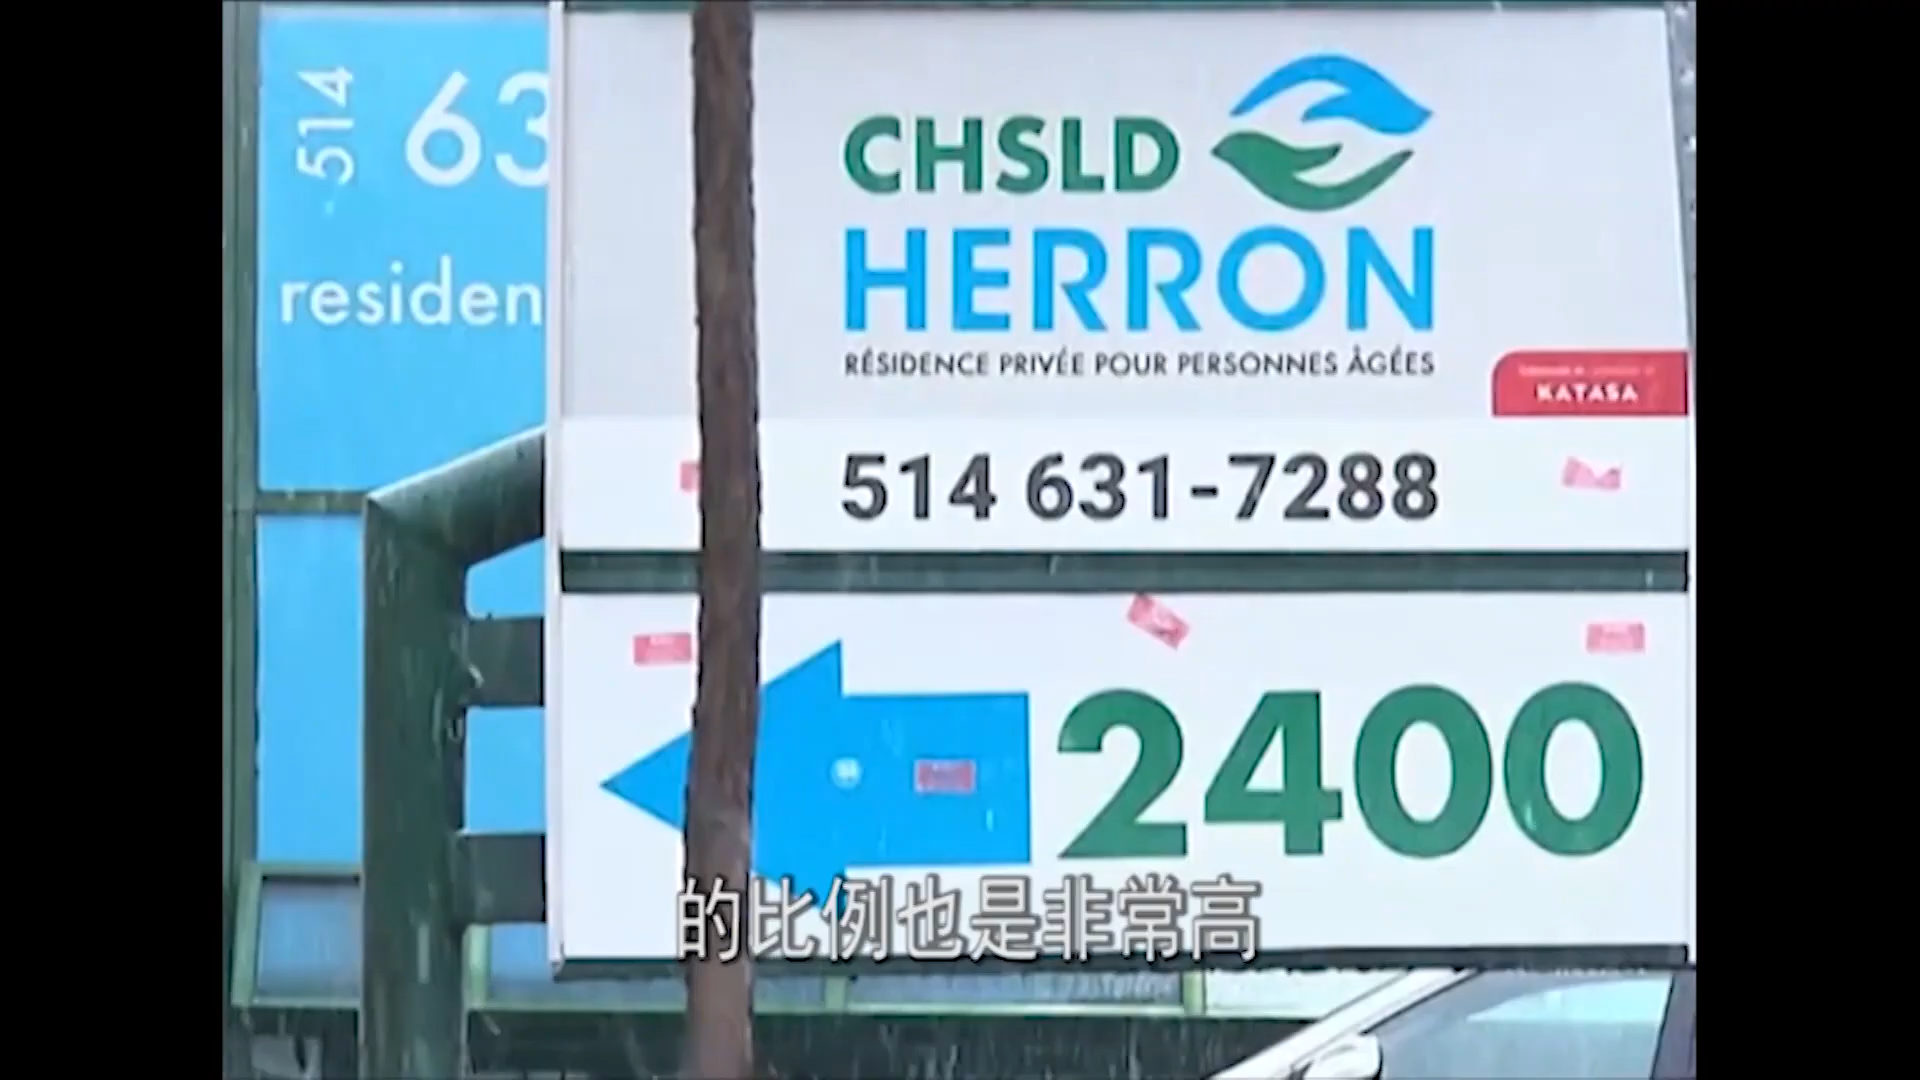 514 63
residen
CHSLD
HERRON
RÉSIDENCE PRIVÉE POUR PERSONNES ÂGÉES
KATASA
514 631-7288
2400
的比例也是非常高